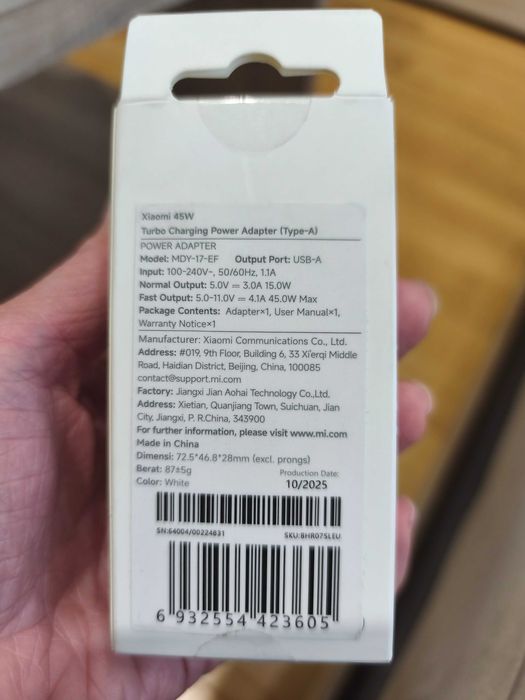 Xiaomi 45W
Turbo Charging Power Adapter (Type-A)
POWER ADAPTER
Model: MDY-17-EF Output Port: USB-A
Input: 100-240V~, 50/60Hz, 1.1A
Normal Output: 5.0V ⎓ 3.0A 15.0W
Fast Output: 5.0-11.0V ⎓ 4.1A 45.0W Max
Package Contents: Adapter×1, User Manual×1,
Warranty Notice×1
Manufacturer: Xiaomi Communications Co., Ltd.
Address: #019, 9th Floor, Building 6, 33 Xi'erqi Middle
Road, Haidian District, Beijing, China, 100085
contact@support.mi.com
Factory: Jiangxi Jian Aohai Technology Co.,Ltd.
Address: Xietian, Quanjiang Town, Suichuan, Jian
City, Jiangxi, P. R.China, 343900
For further information, please visit www.mi.com
Made in China
Dimensi: 72.5*46.8*28mm (excl. prongs)
Berat: 87±5g Production Date:
Color: White 10/2025
SN:64004/00224831 SKU:BHR075LEU
6 932554 423605